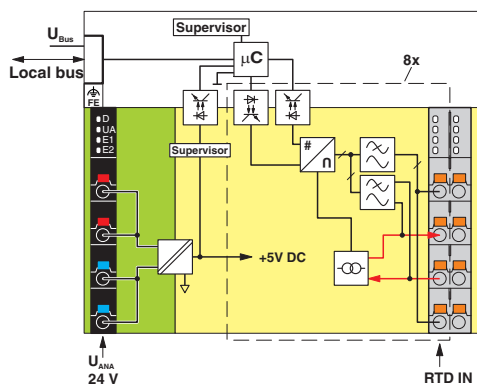 Supervisor
U Bus
μC
8x
Local bus
FE
D
UA
E1
E2
Supervisor
#
∩
+5V DC
U ANA
24 V
RTD IN